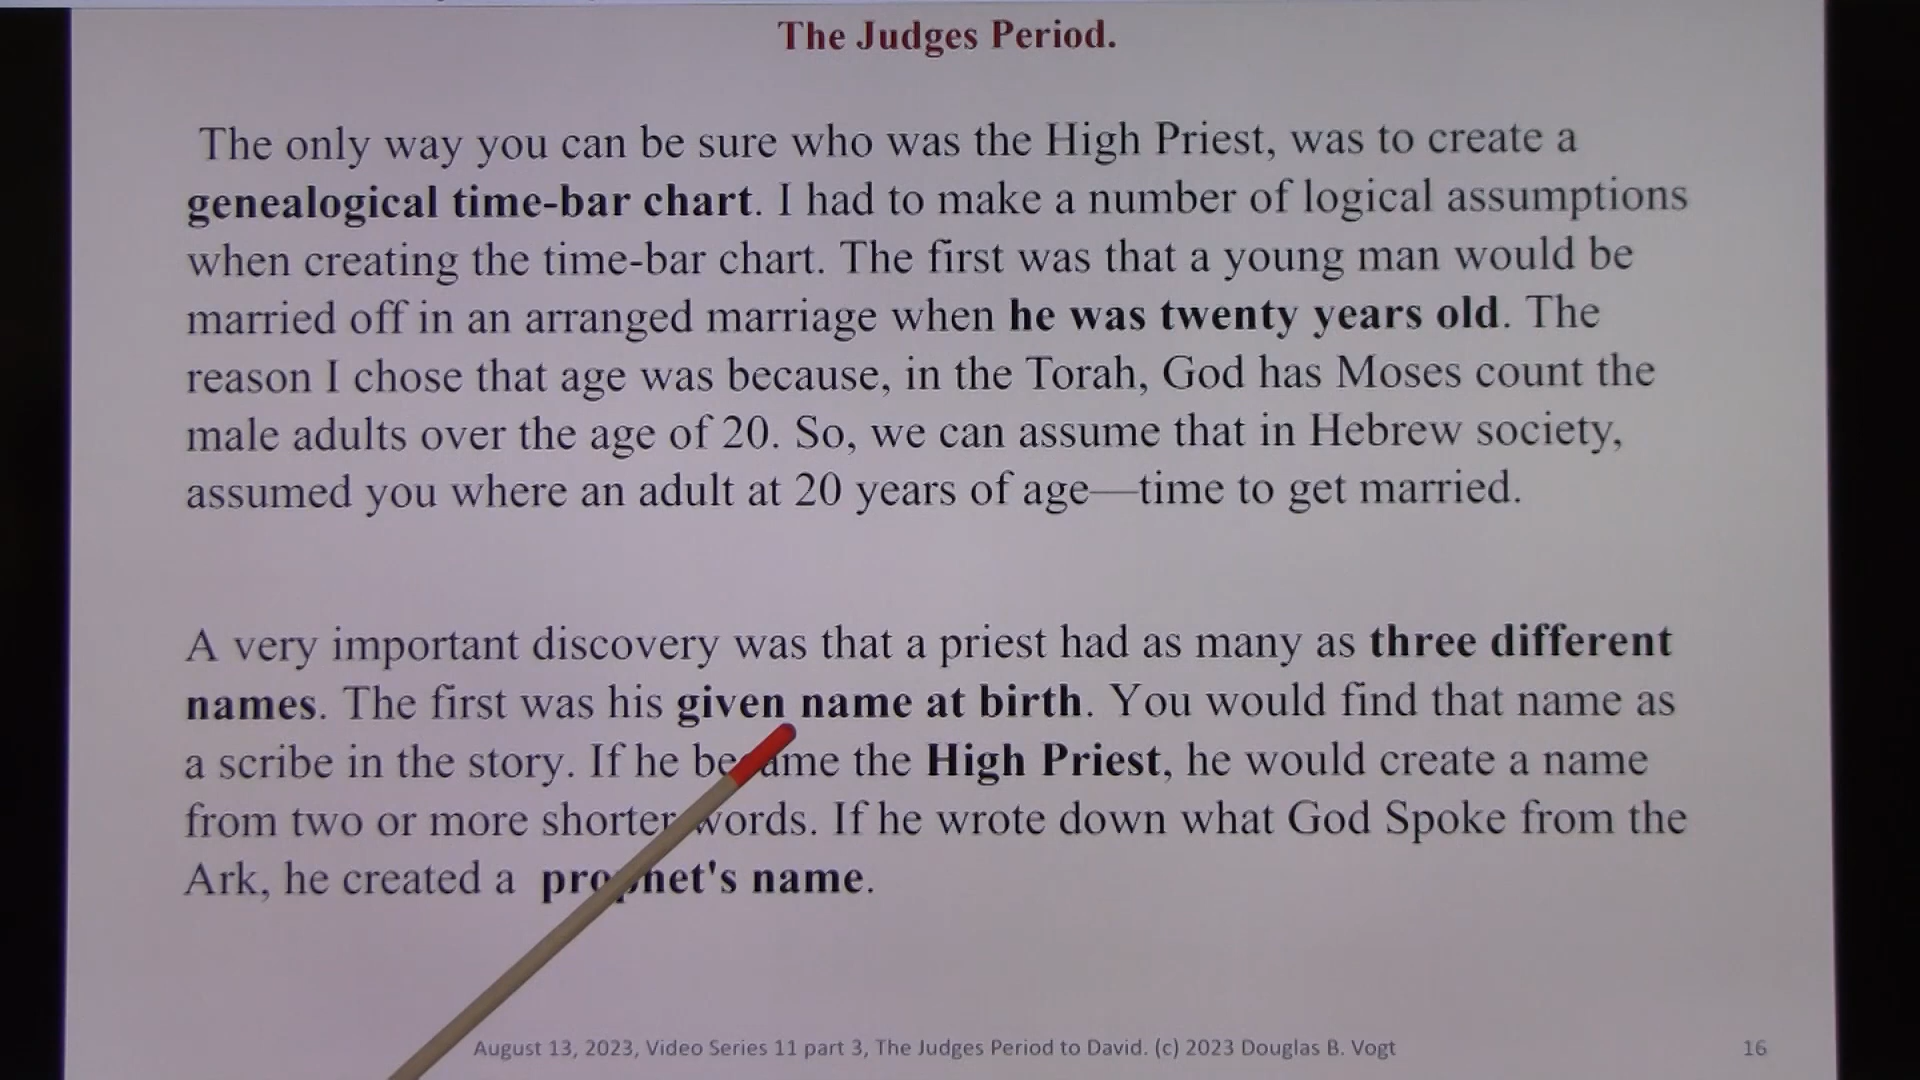 The Judges Period.
The only way you can be sure who was the High Priest, was to create a
genealogical time-bar chart. I had to make a number of logical assumptions
when creating the time-bar chart. The first was that a young man would be
married off in an arranged marriage when he was twenty years old. The
reason I chose that age was because, in the Torah, God has Moses count the
male adults over the age of 20. So, we can assume that in Hebrew society,
assumed you where an adult at 20 years of age—time to get married.
A very important discovery was that a priest had as many as three different
names. The first was his given name at birth. You would find that name as
a scribe in the story. If he became the High Priest, he would create a name
from two or more shorter words. If he wrote down what God Spoke from the
Ark, he created a prophet's name.
August 13, 2023, Video Series 11 part 3, The Judges Period to David. (c) 2023 Douglas B. Vogt
16